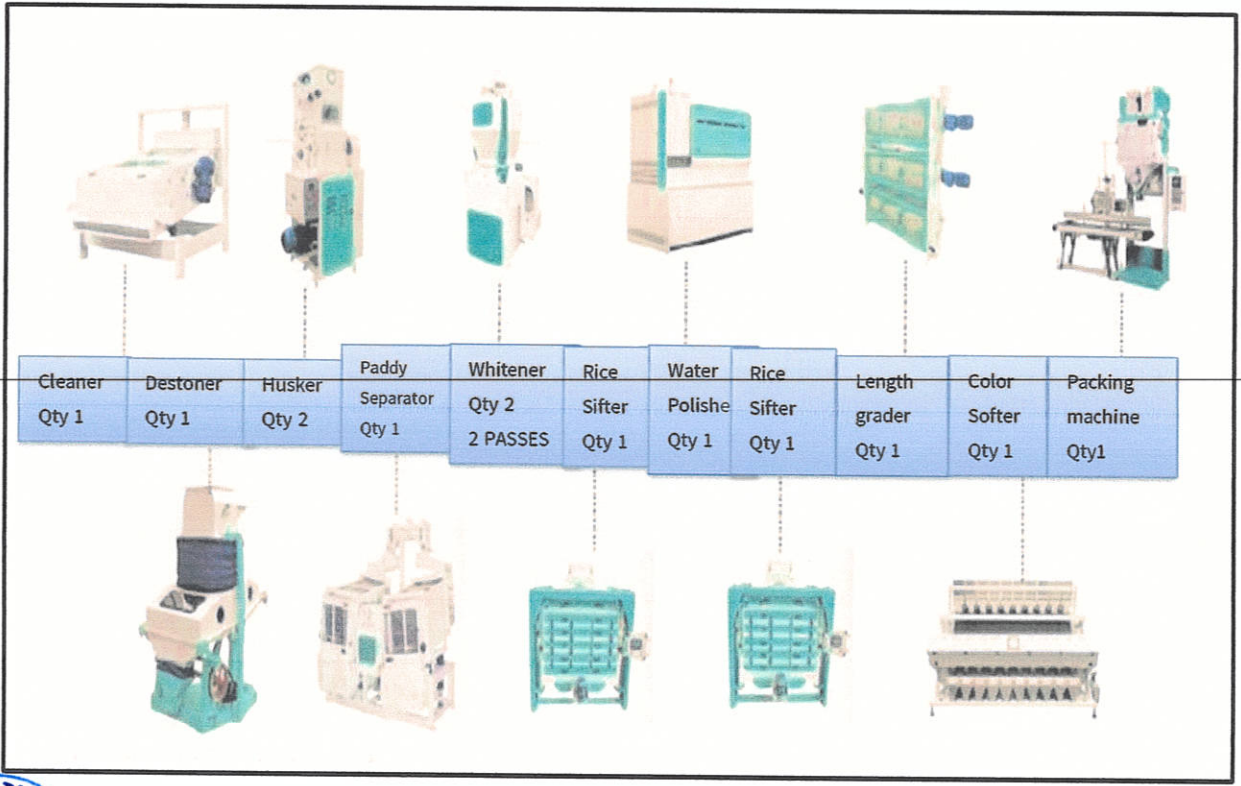 Cleaner
Qty 1
Destoner
Qty 1
Husker
Qty 2
Paddy
Separator
Qty 1
Whitener
Qty 2
2 PASSES
Rice
Sifter
Qty 1
Water
Polishe
Qty 1
Rice
Sifter
Qty 1
Length
grader
Qty 1
Color
Softer
Qty 1
Packing
machine
Qty1